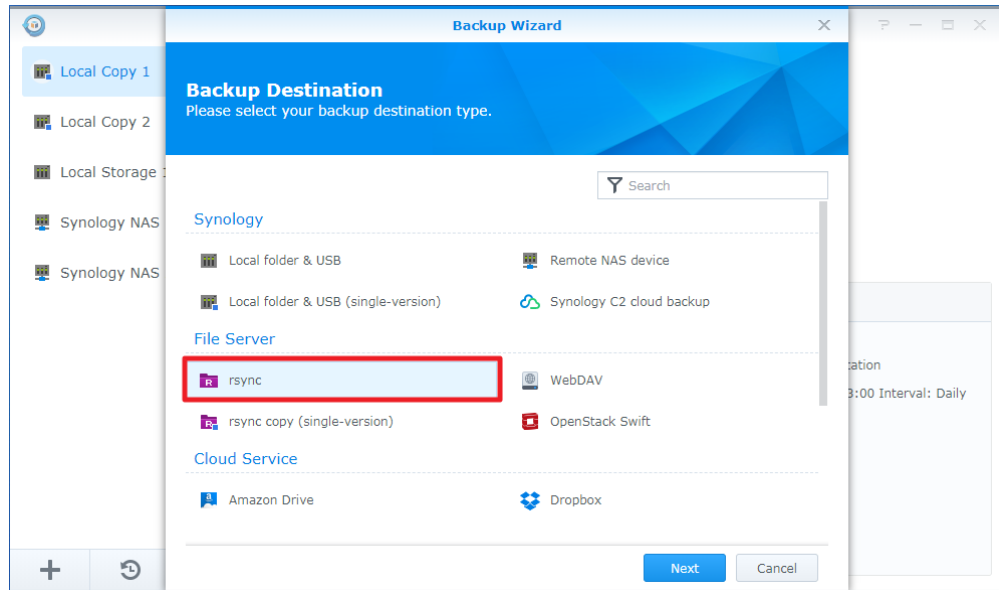 Backup Wizard
Backup Destination
Please select your backup destination type.
Search
Synology
Local folder & USB
Remote NAS device
Local folder & USB (single-version)
Synology C2 cloud backup
File Server
rsync
WebDAV
rsync copy (single-version)
OpenStack Swift
Cloud Service
Amazon Drive
Dropbox
Next
Cancel
Local Copy 1
Local Copy 2
Local Storage
Synology NAS
Synology NAS
Interval: Daily